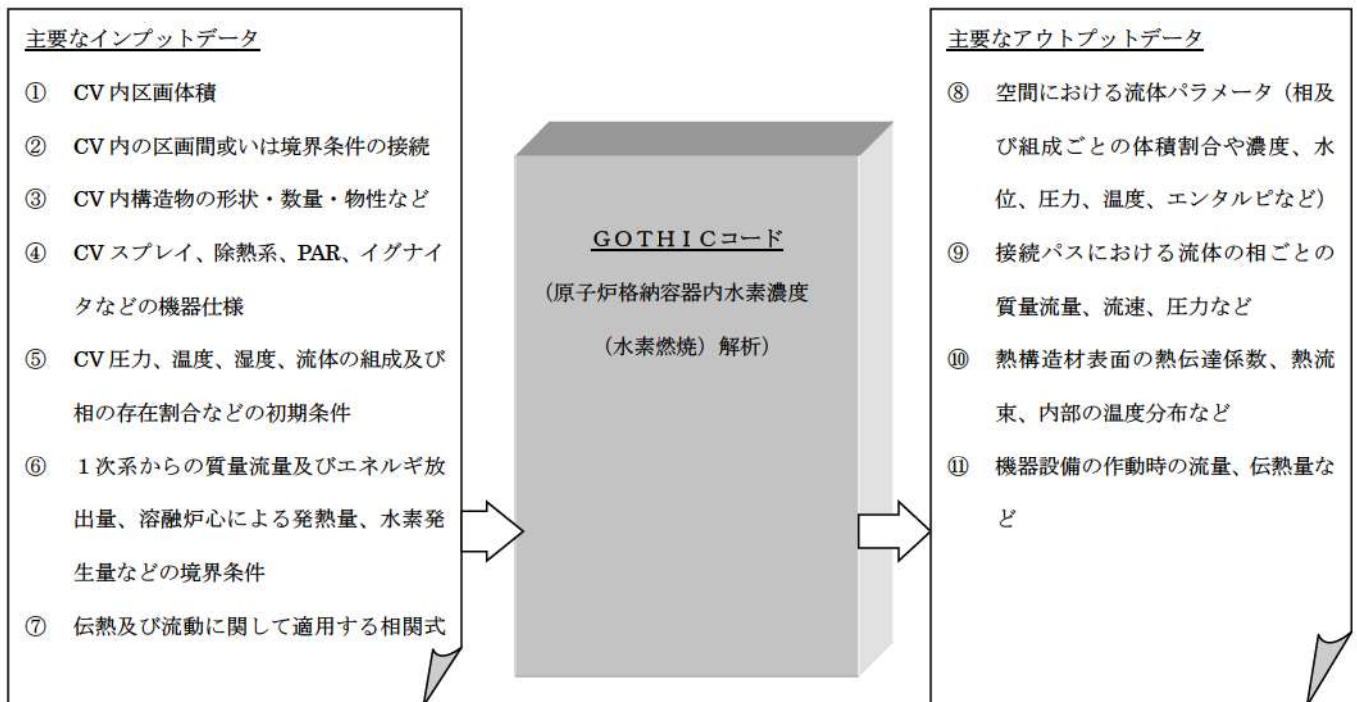 主要なインプットデータ
① CV 内区画体積
② CV 内の区画間或いは境界条件の接続
③ CV 内構造物の形状・数量・物性など
④ CV スプレイ、除熱系、PAR、イグナイ
タなどの機器仕様
⑤ CV 圧力、温度、湿度、流体の組成及び
相の存在割合などの初期条件
⑥ １次系からの質量流量及びエネルギ放
出量、溶融炉心による発熱量、水素発
生量などの境界条件
⑦ 伝熱及び流動に関して適用する相関式
ＧＯＴＨＩＣコード
（原子炉格納容器内水素濃度
（水素燃焼）解析）
主要なアウトプットデータ
⑧ 空間における流体パラメータ（相及
び組成ごとの体積割合や濃度、水
位、圧力、温度、エンタルピなど）
⑨ 接続パスにおける流体の相ごとの
質量流量、流速、圧力など
⑩ 熱構造材表面の熱伝達係数、熱流
束、内部の温度分布など
⑪ 機器設備の作動時の流量、伝熱量な
ど